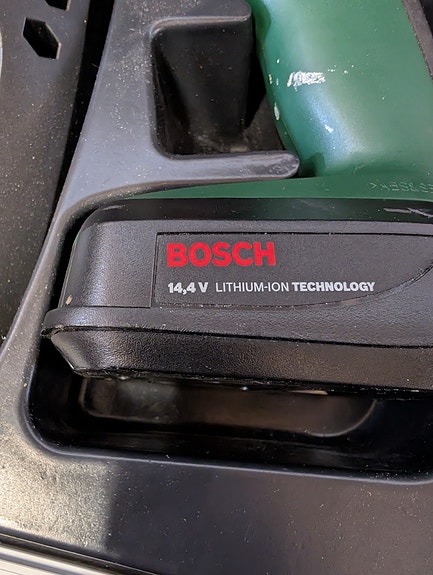 BOSCH
14,4 V LITHIUM-ION TECHNOLOGY